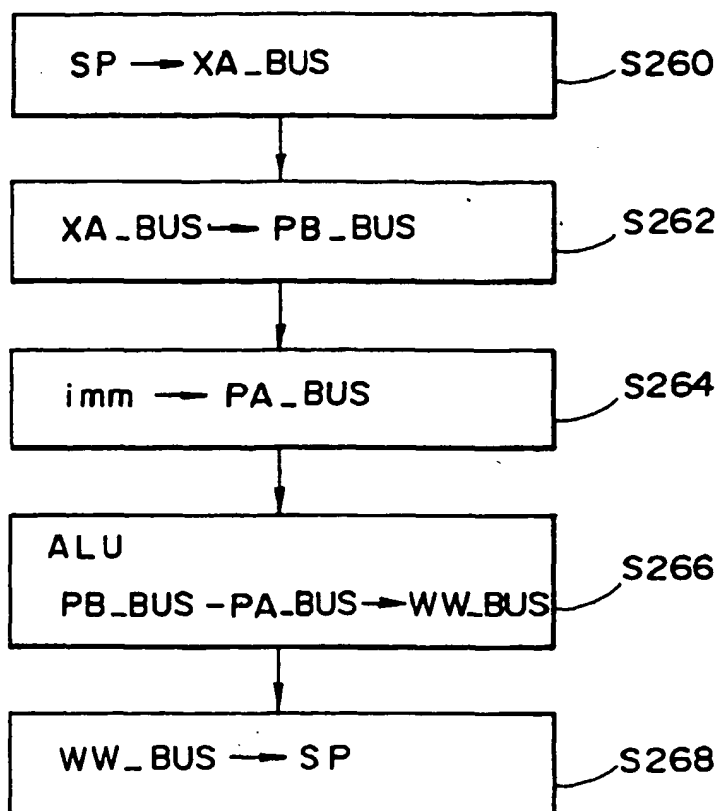 SP → XA_BUS
S260
XA_BUS → PB_BUS
S262
imm → PA_BUS
S264
ALU
PB_BUS - PA_BUS → WW_BUS
S266
WW_BUS → SP
S268